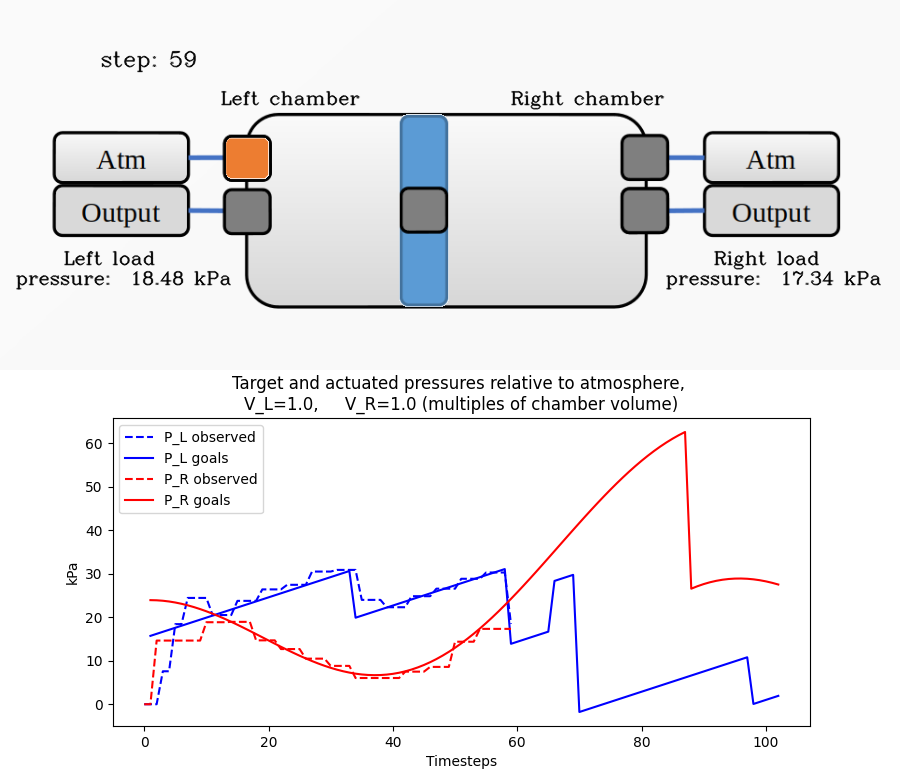 step: 59
Left chamber
Right chamber
Atm
Atm
Output
Output
Left load
pressure: 18.48 kPa
Right load
pressure: 17.34 kPa
Target and actuated pressures relative to atmosphere,
V_L=1.0, V_R=1.0 (multiples of chamber volume)
P_L observed
P_L goals
P_R observed
P_R goals
kPa
60
50
40
30
20
10
0
0
20
40
60
80
100
Timesteps